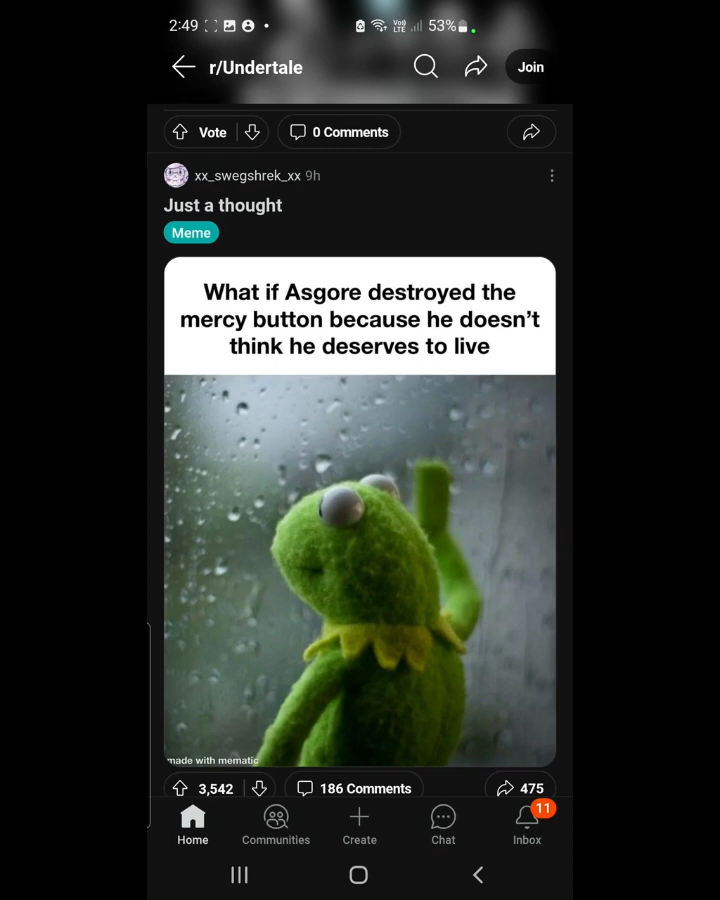 2:49
Vo))
LTE
53%
r/Undertale
Join
Vote
0 Comments
xx_swegshrek_xx 9h
Just a thought
Meme
What if Asgore destroyed the
mercy button because he doesn't
think he deserves to live
made with mematic
3,542
186 Comments
475
11
Home
Communities
Create
Chat
Inbox